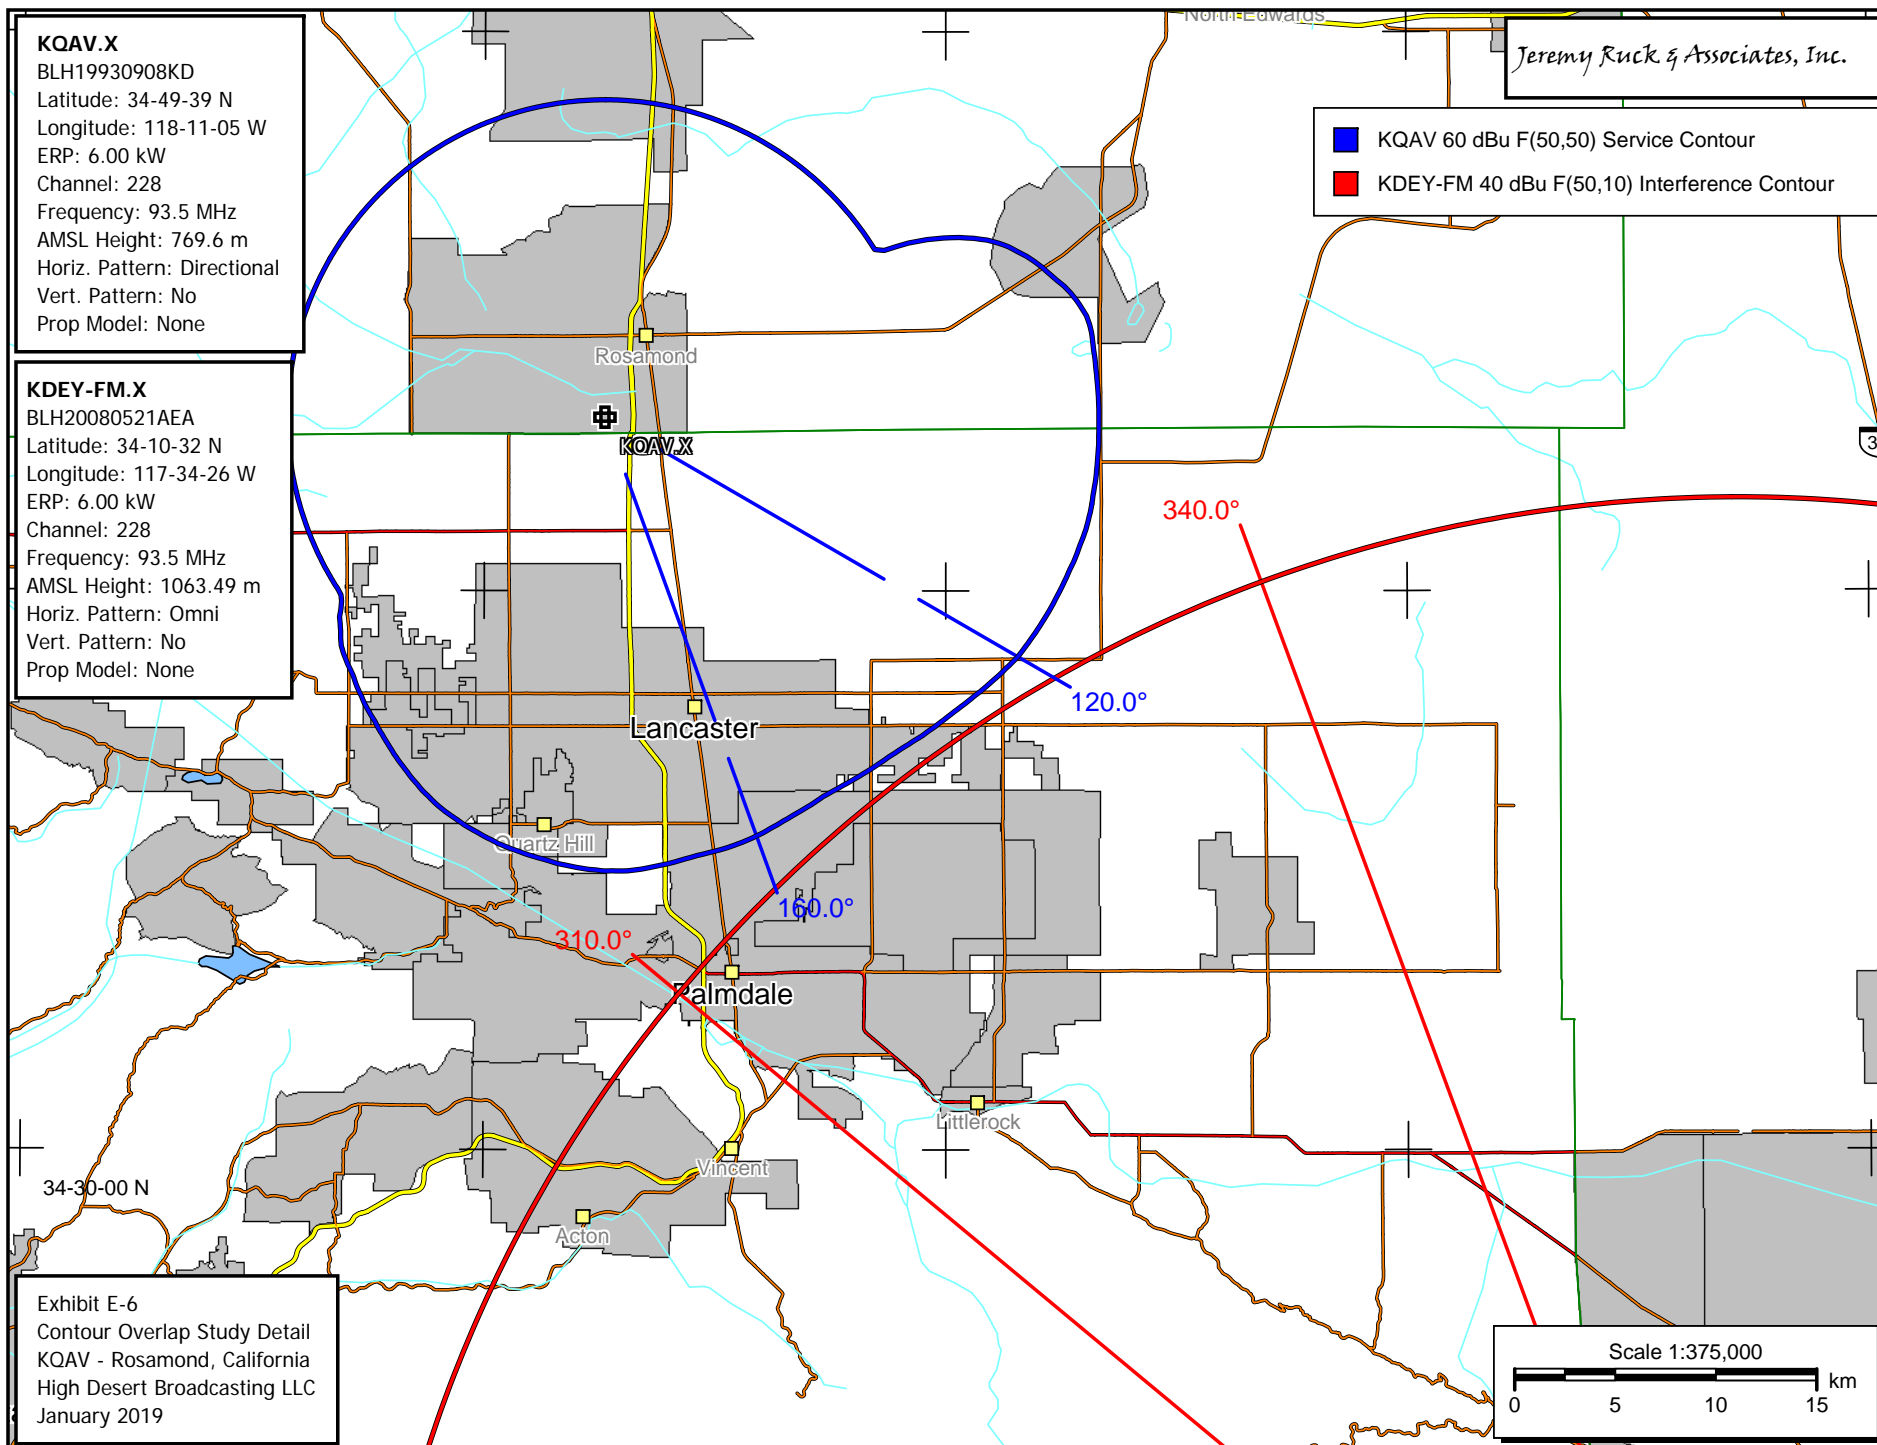 KQAV.X
BLH19930908KD
Latitude: 34-49-39 N
Longitude: 118-11-05 W
ERP: 6.00 kW
Channel: 228
Frequency: 93.5 MHz
AMSL Height: 769.6 m
Horiz. Pattern: Directional
Vert. Pattern: No
Prop Model: None
KDEY-FM.X
BLH20080521AEA
Latitude: 34-10-32 N
Longitude: 117-34-26 W
ERP: 6.00 kW
Channel: 228
Frequency: 93.5 MHz
AMSL Height: 1063.49 m
Horiz. Pattern: Omni
Vert. Pattern: No
Prop Model: None
North Edwards
Jeremy Ruck & Associates, Inc.
KQAV 60 dBu F(50,50) Service Contour
KDEY-FM 40 dBu F(50,10) Interference Contour
Rosamond
KQAV.X
340.0°
120.0°
Lancaster
Quartz Hill
160.0°
310.0°
Palmdale
Littlerock
Vincent
34-30-00 N
Acton
Exhibit E-6
Contour Overlap Study Detail
KQAV - Rosamond, California
High Desert Broadcasting LLC
January 2019
Scale 1:375,000
km
0 5 10 15